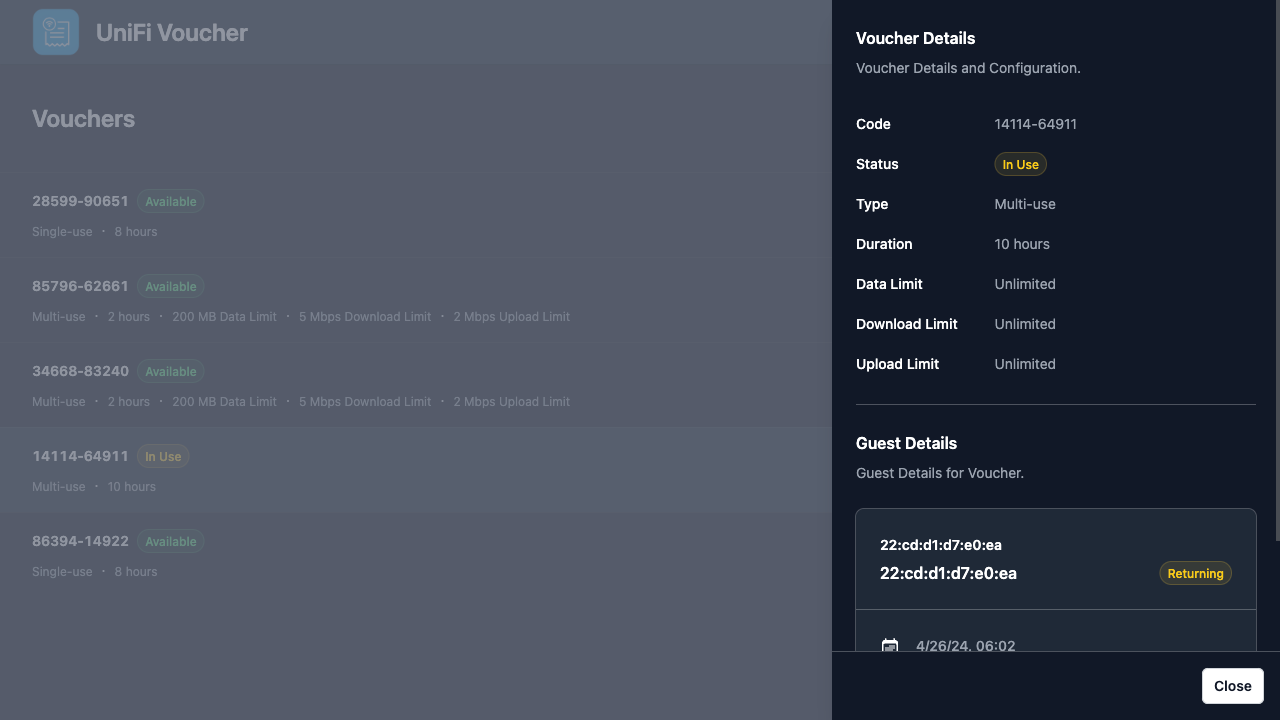 UniFi Voucher
Vouchers
28599-90651 Available
Single-use · 8 hours
85796-62661 Available
Multi-use · 2 hours · 200 MB Data Limit · 5 Mbps Download Limit · 2 Mbps Upload Limit
34668-83240 Available
Multi-use · 2 hours · 200 MB Data Limit · 5 Mbps Download Limit · 2 Mbps Upload Limit
14114-64911 In Use
Multi-use · 10 hours
86394-14922 Available
Single-use · 8 hours
Voucher Details
Voucher Details and Configuration.
Code 14114-64911
Status In Use
Type Multi-use
Duration 10 hours
Data Limit Unlimited
Download Limit Unlimited
Upload Limit Unlimited
Guest Details
Guest Details for Voucher.
22:cd:d1:d7:e0:ea
22:cd:d1:d7:e0:ea Returning
4/26/24, 06:02
Close